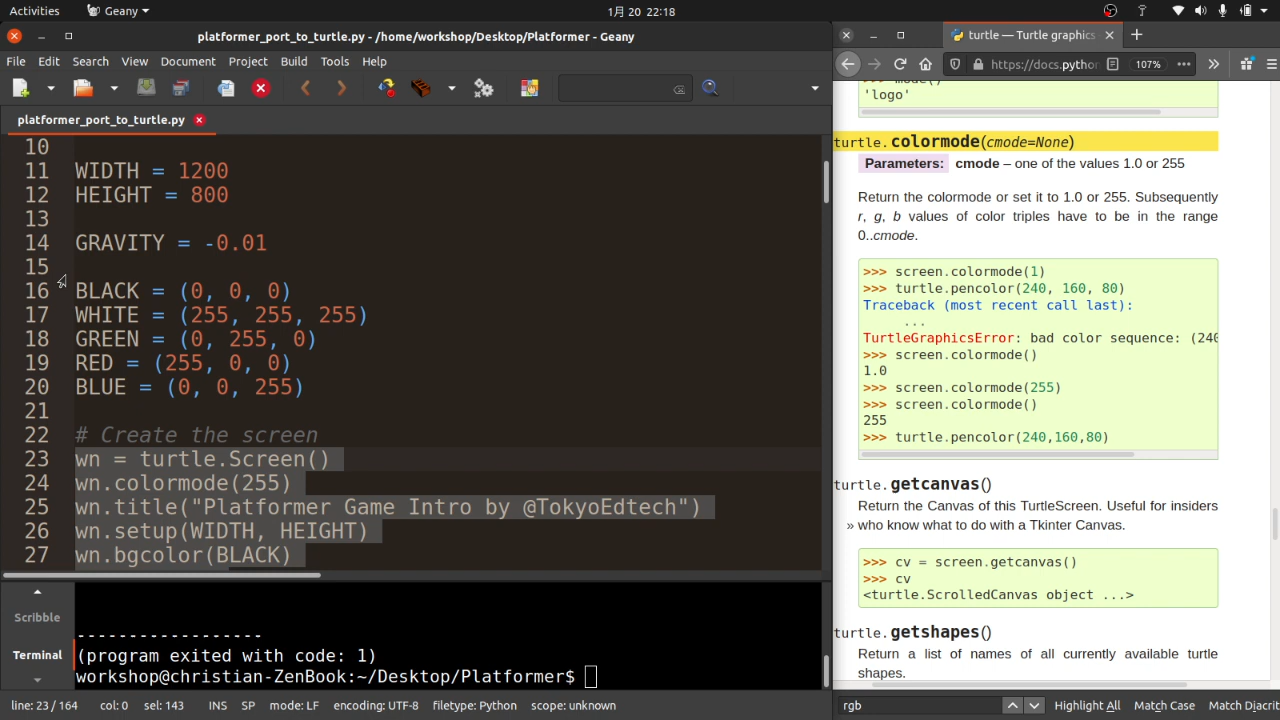 Activities
Geany
1月 20 22:18
platformer_port_to_turtle.py - /home/workshop/Desktop/Platformer - Geany
File Edit Search View Document Project Build Tools Help
platformer_port_to_turtle.py
10
11 WIDTH = 1200
12 HEIGHT = 800
13
14 GRAVITY = -0.01
15
16 BLACK = (0, 0, 0)
17 WHITE = (255, 255, 255)
18 GREEN = (0, 255, 0)
19 RED = (255, 0, 0)
20 BLUE = (0, 0, 255)
21
22 # Create the screen
23 wn = turtle.Screen()
24 wn.colormode(255)
25 wn.title("Platformer Game Intro by @TokyoEdtech")
26 wn.setup(WIDTH, HEIGHT)
27 wn.bgcolor(BLACK)
Scribble
Terminal
------------------
(program exited with code: 1)
workshop@christian-ZenBook:~/Desktop/Platformer$
line: 23 / 164 col: 0 sel: 143 INS SP mode: LF encoding: UTF-8 filetype: Python scope: unknown
turtle — Turtle graphics
https://docs.python
107%
'logo'
turtle.colormode(cmode=None)
Parameters: cmode – one of the values 1.0 or 255
Return the colormode or set it to 1.0 or 255. Subsequently
r, g, b values of color triples have to be in the range
0..cmode.
>>> screen.colormode(1)
>>> turtle.pencolor(240, 160, 80)
Traceback (most recent call last):
...
TurtleGraphicsError: bad color sequence: (240
>>> screen.colormode()
1.0
>>> screen.colormode(255)
>>> screen.colormode()
255
>>> turtle.pencolor(240,160,80)
turtle.getcanvas()
Return the Canvas of this TurtleScreen. Useful for insiders
» who know what to do with a Tkinter Canvas.
>>> cv = screen.getcanvas()
>>> cv
<turtle.ScrolledCanvas object ...>
turtle.getshapes()
Return a list of names of all currently available turtle
shapes.
rgb
Highlight All Match Case Match Diacrit